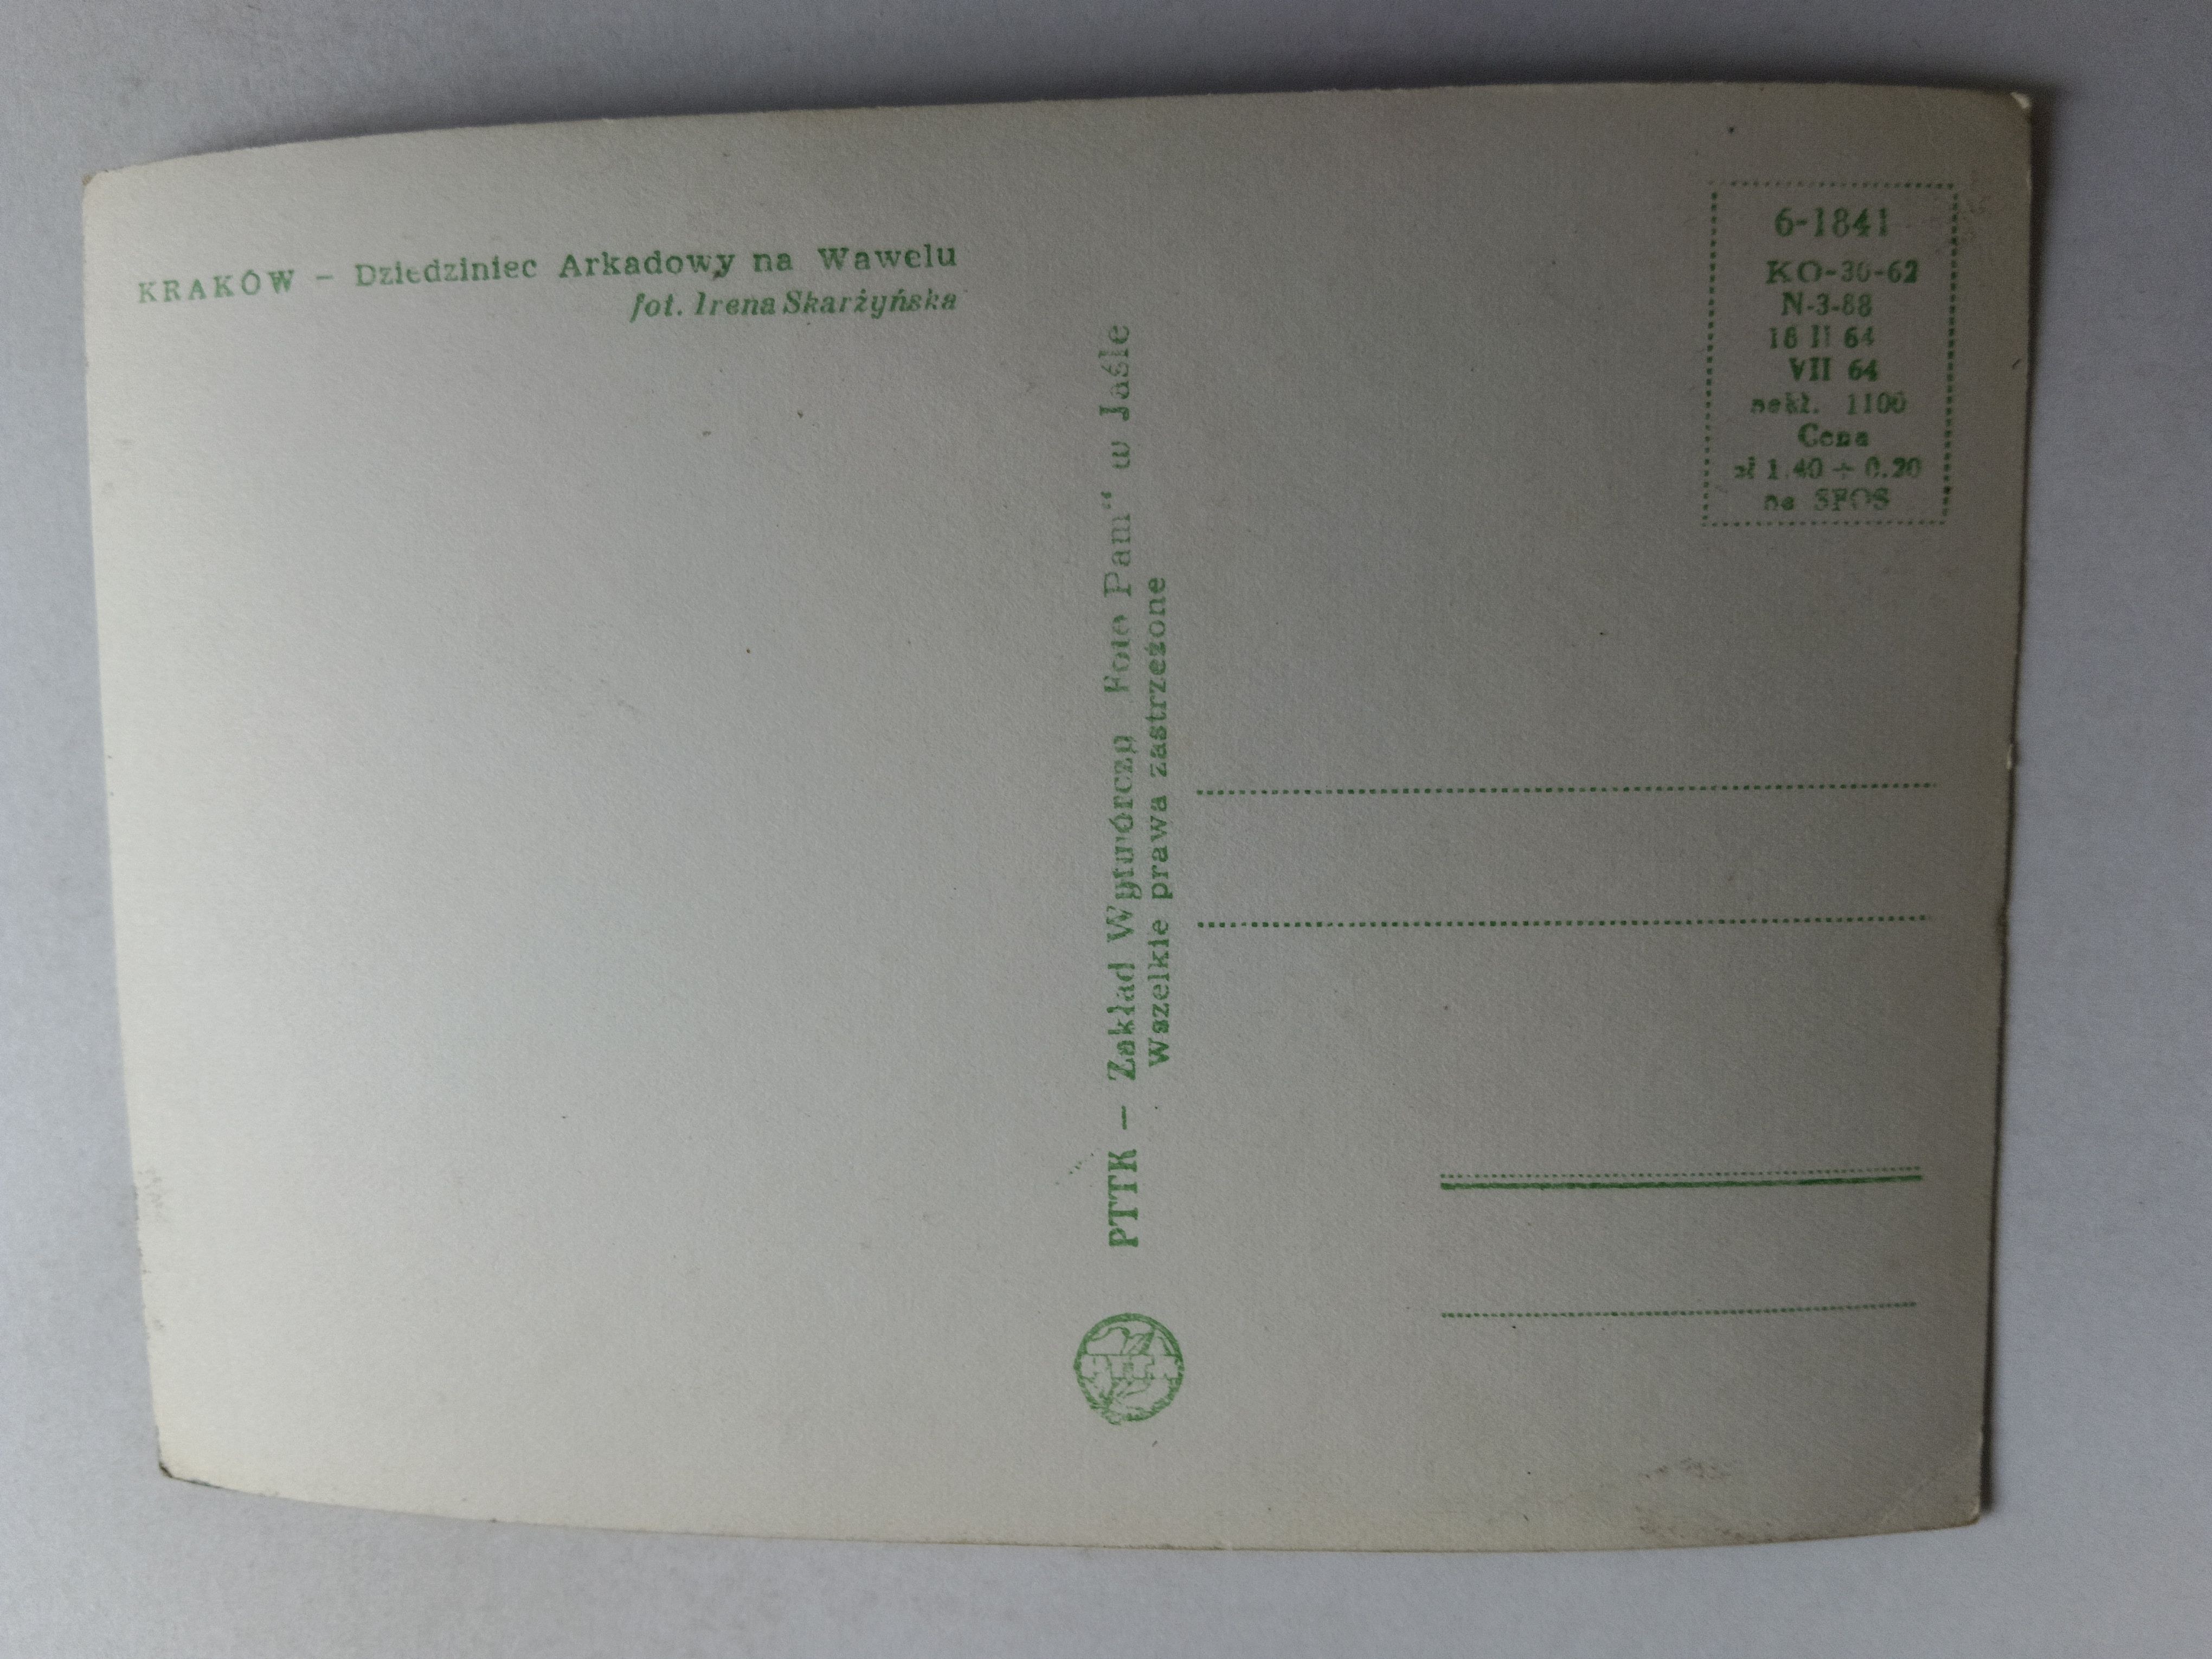 KRAKÓW – Dziedziniec Arkadowy na Wawelu
fot. Irena Skarżyńska
PTTK – Zakład Wytwórczy Foto Pam“ w Jaśle
Wszelkie prawa zastrzeżone
PTTK
6-1841
KO-30-62
N-3-88
18 II 64
VII 64
nakł. 1100
Cena
zł 1.40 + 0.20
na SFOS